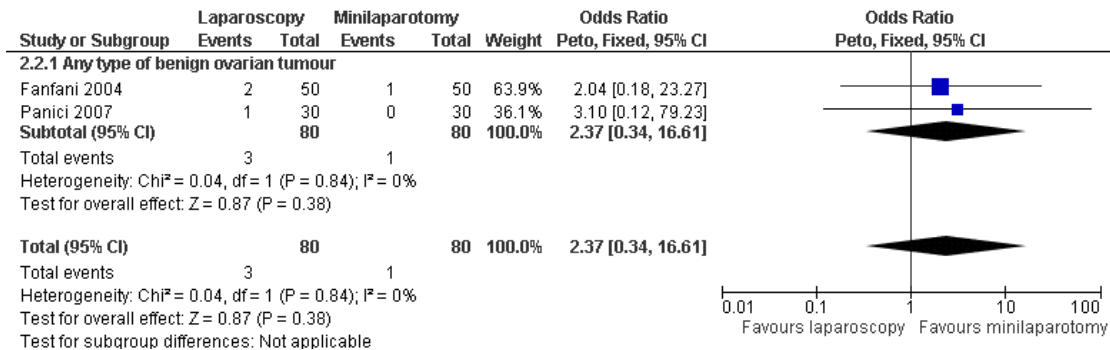 Laparoscopy Minilaparotomy Odds Ratio Odds Ratio
Study or Subgroup Events Total Events Total Weight Peto, Fixed, 95% CI Peto, Fixed, 95% CI
2.2.1 Any type of benign ovarian tumour
Fanfani 2004 2 50 1 50 63.9% 2.04 [0.18, 23.27]
Panici 2007 1 30 0 30 36.1% 3.10 [0.12, 79.23]
Subtotal (95% CI) 80 80 100.0% 2.37 [0.34, 16.61]
Total events 3 1
Heterogeneity: Chi² = 0.04, df = 1 (P = 0.84); I² = 0%
Test for overall effect: Z = 0.87 (P = 0.38)
Total (95% CI) 80 80 100.0% 2.37 [0.34, 16.61]
Total events 3 1
Heterogeneity: Chi² = 0.04, df = 1 (P = 0.84); I² = 0%
Test for overall effect: Z = 0.87 (P = 0.38)
Test for subgroup differences: Not applicable
0.01 0.1 1 10 100
Favours laparoscopy Favours minilaparotomy